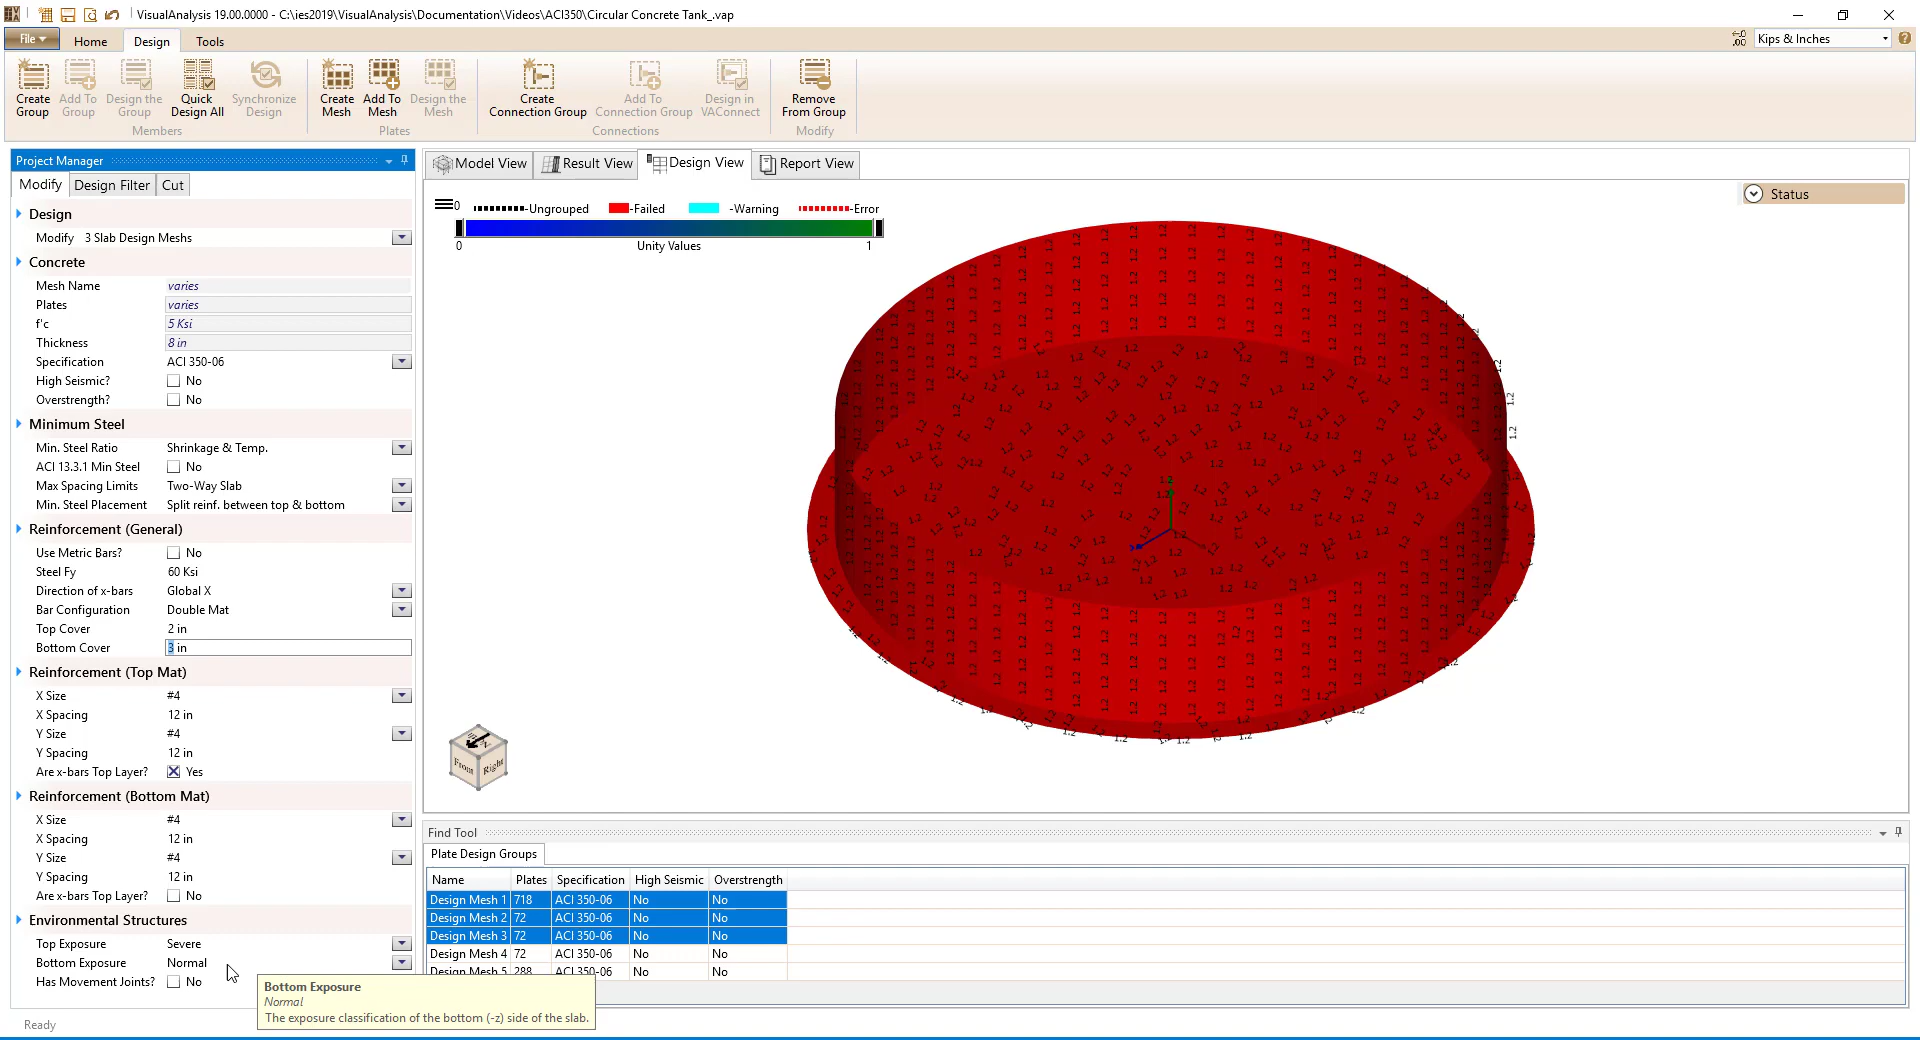 VisualAnalysis 19.00.0000 - C:\ies2019\VisualAnalysis\Documentation\Videos\ACI350\Circular Concrete Tank_.vap
File Home Design Tools
Kips & Inches
Create Group
Add To Group
Design the Group
Quick Design All
Synchronize Design
Create Mesh
Add To Mesh
Design the Mesh
Create Connection Group
Add To Connection Group
Design in VAConnect
Remove From Group
Members Plates Connections Modify
Project Manager
Modify Design Filter Cut
Design
Modify 3 Slab Design Meshs
Concrete
Mesh Name varies
Plates varies
f'c 5 Ksi
Thickness 8 in
Specification ACI 350-06
High Seismic? No
Overstrength? No
Minimum Steel
Min. Steel Ratio Shrinkage & Temp.
ACI 13.3.1 Min Steel No
Max Spacing Limits Two-Way Slab
Min. Steel Placement Split reinf. between top & bottom
Reinforcement (General)
Use Metric Bars? No
Steel Fy 60 Ksi
Direction of x-bars Global X
Bar Configuration Double Mat
Top Cover 2 in
Bottom Cover 3 in
Reinforcement (Top Mat)
X Size #4
X Spacing 12 in
Y Size #4
Y Spacing 12 in
Are x-bars Top Layer? Yes
Reinforcement (Bottom Mat)
X Size #4
X Spacing 12 in
Y Size #4
Y Spacing 12 in
Are x-bars Top Layer? No
Environmental Structures
Top Exposure Severe
Bottom Exposure Normal
Has Movement Joints? No
Model View Result View Design View Report View
Status
0 -Ungrouped -Failed -Warning -Error
0 Unity Values 1
1.2
Front Right
Find Tool
Plate Design Groups
Name Plates Specification High Seismic Overstrength
Design Mesh 1 718 ACI 350-06 No No
Design Mesh 2 72 ACI 350-06 No No
Design Mesh 3 72 ACI 350-06 No No
Design Mesh 4 72 ACI 350-06 No No
Design Mesh 5 288 ACI 350-06 No No
Bottom Exposure
Normal
The exposure classification of the bottom (-z) side of the slab.
Ready